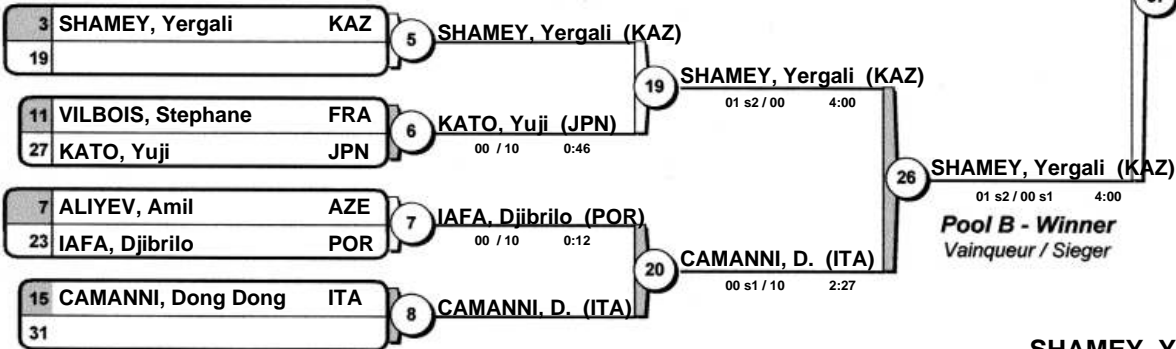 3 SHAMEY, Yergali KAZ
19
5
SHAMEY, Yergali (KAZ)
11 VILBOIS, Stephane FRA
27 KATO, Yuji JPN
6
KATO, Yuji (JPN)
00 / 10 0:46
19
SHAMEY, Yergali (KAZ)
01 s2 / 00 4:00
7 ALIYEV, Amil AZE
23 IAFA, Djibrilo POR
7
IAFA, Djibrilo (POR)
00 / 10 0:12
15 CAMANNI, Dong Dong ITA
31
8
CAMANNI, D. (ITA)
20
CAMANNI, D. (ITA)
00 s1 / 10 2:27
26
SHAMEY, Yergali (KAZ)
01 s2 / 00 s1 4:00
Pool B - Winner
Vainqueur / Sieger
SHAMEY, Y